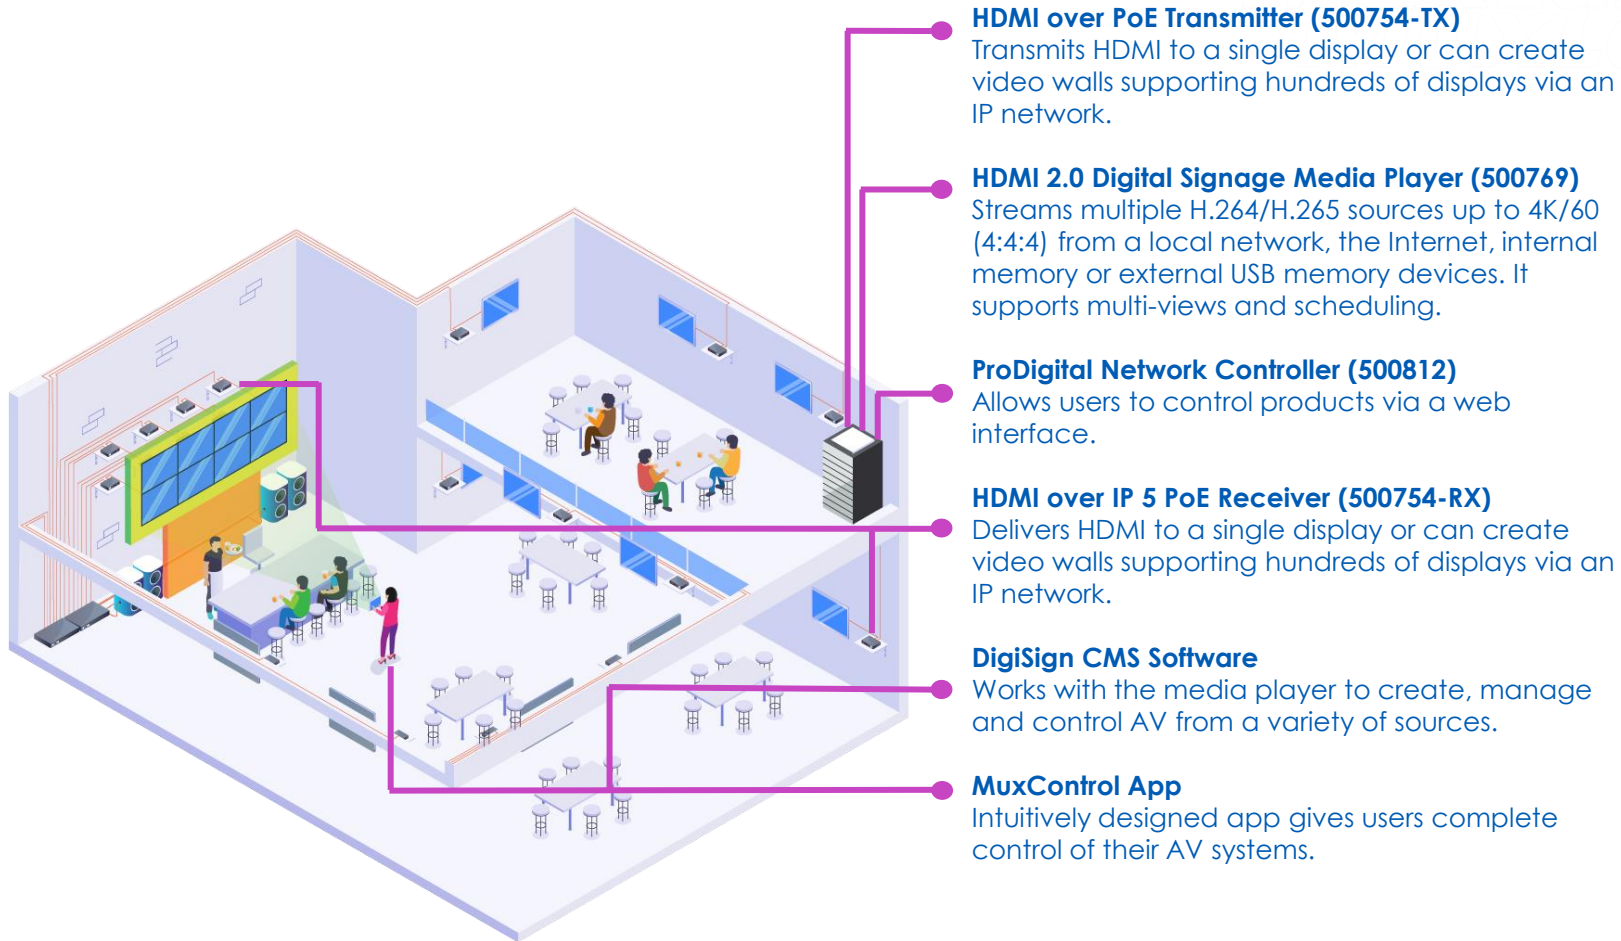 HDMI over PoE Transmitter (500754-TX)
Transmits HDMI to a single display or can create
video walls supporting hundreds of displays via an
IP network.
HDMI 2.0 Digital Signage Media Player (500769)
Streams multiple H.264/H.265 sources up to 4K/60
(4:4:4) from a local network, the Internet, internal
memory or external USB memory devices. It
supports multi-views and scheduling.
ProDigital Network Controller (500812)
Allows users to control products via a web
interface.
HDMI over IP 5 PoE Receiver (500754-RX)
Delivers HDMI to a single display or can create
video walls supporting hundreds of displays via an
IP network.
DigiSign CMS Software
Works with the media player to create, manage
and control AV from a variety of sources.
MuxControl App
Intuitively designed app gives users complete
control of their AV systems.